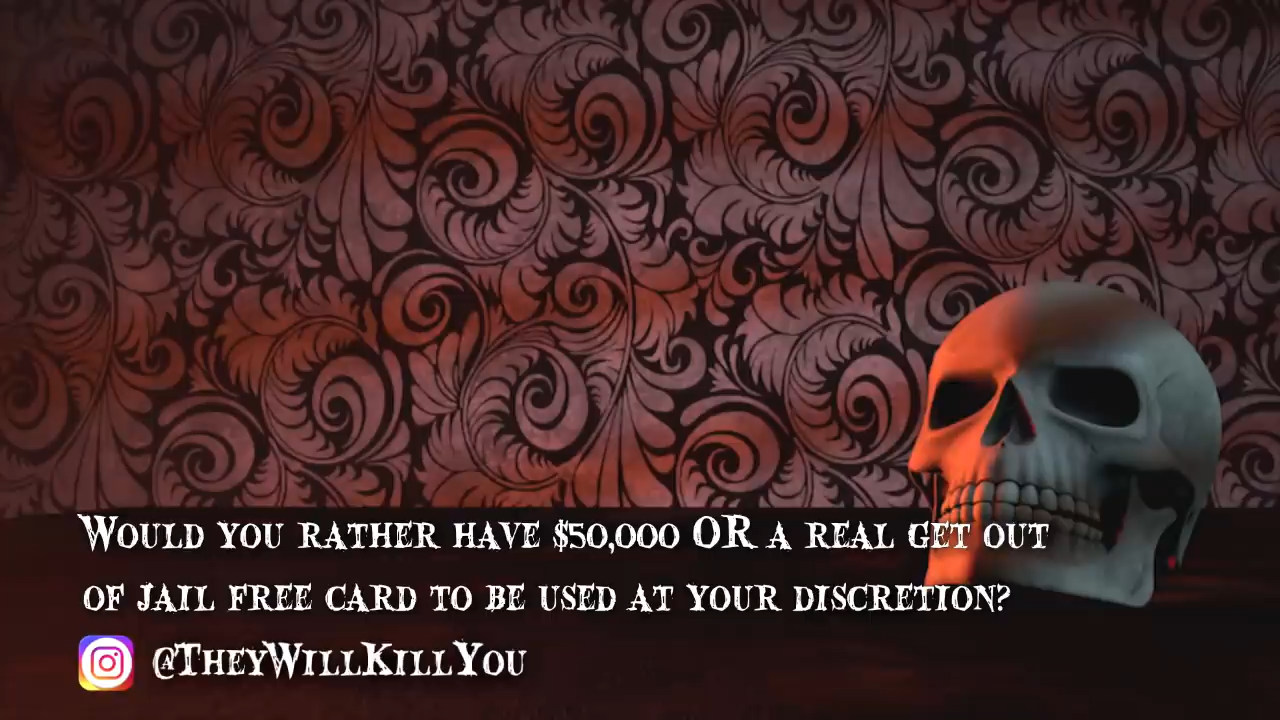 Would you rather have $50,000 OR a real get out
of jail free card to be used at your discretion?
@TheyWillKillYou